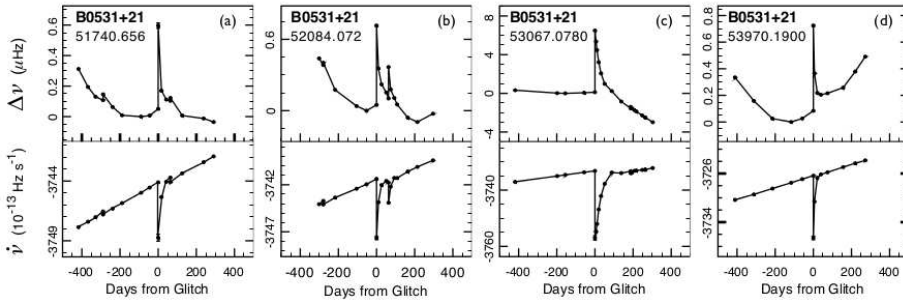 (a) (b) (c) (d)
B0531+21 B0531+21 B0531+21 B0531+21
51740.656 52084.072 53067.0780 53970.1900
Δν (μHz)
0.6 0.4 0.2 0
0.6 0
8 4 0 4
0.8 0.6 0.4 0.2 0
ν̇ (10⁻¹³ Hz s⁻¹)
-3744 -3749
-3742 -3747
-3740 -3760
-3726 -3734
-400 -200 0 200 400 -400 -200 0 200 400 -400 -200 0 200 400 -400 -200 0 200 400
Days from Glitch Days from Glitch Days from Glitch Days from Glitch